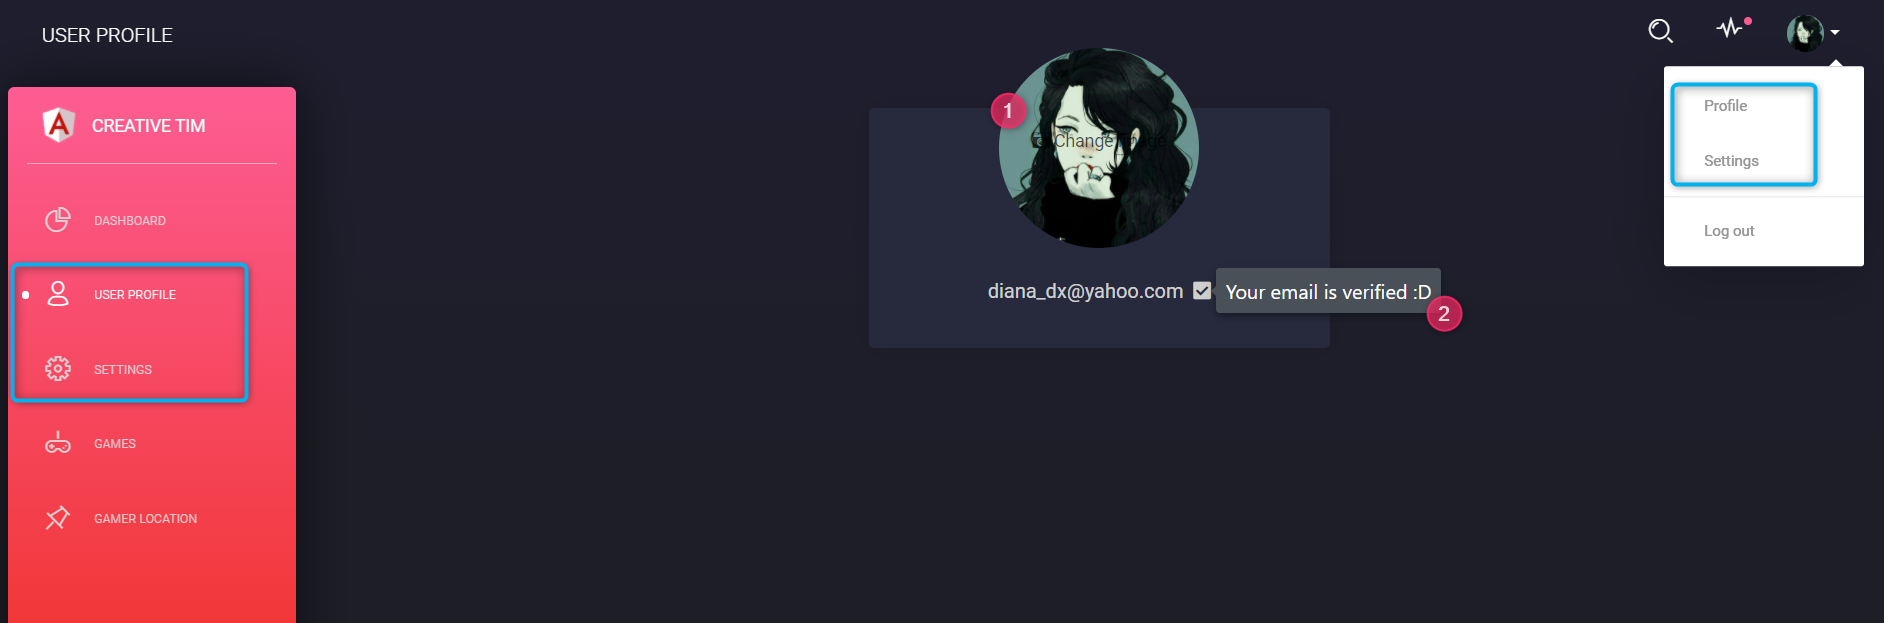 USER PROFILE
CREATIVE TIM
DASHBOARD
USER PROFILE
SETTINGS
GAMES
GAMER LOCATION
1
Change Image
diana_dx@yahoo.com
Your email is verified :D
2
Profile
Settings
Log out